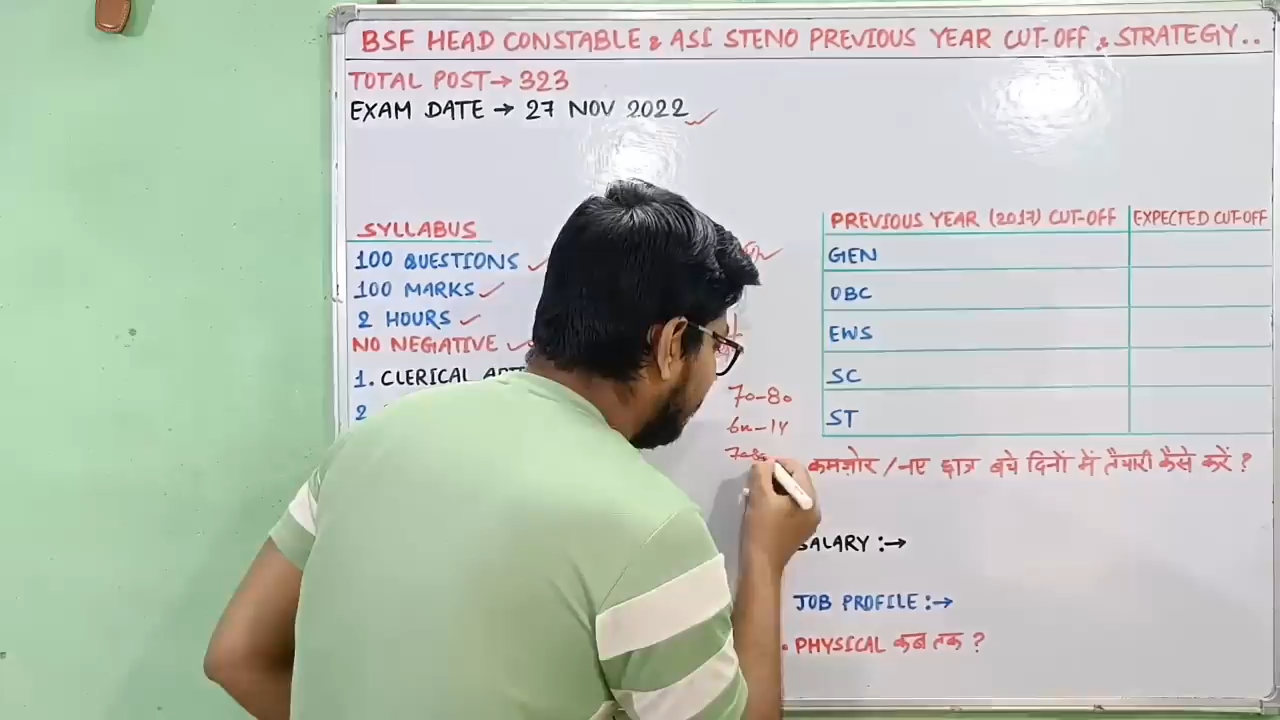 BSF HEAD CONSTABLE & ASI STENO PREVIOUS YEAR CUT-OFF & STRATEGY..
TOTAL POST→323
EXAM DATE → 27 NOV 2022
SYLLABUS
100 QUESTIONS
100 MARKS
2 HOURS
NO NEGATIVE
1. CLERICAL
2
70-80
PREVIOUS YEAR (2017) CUT-OFF EXPECTED CUT-OFF
GEN
OBC
EWS
SC
ST
कमज़ोर /नए छात्र बचे दिनों में तैयारी कैसे करें ?
SALARY :→
JOB PROFILE :→
• PHYSICAL कब तक ?